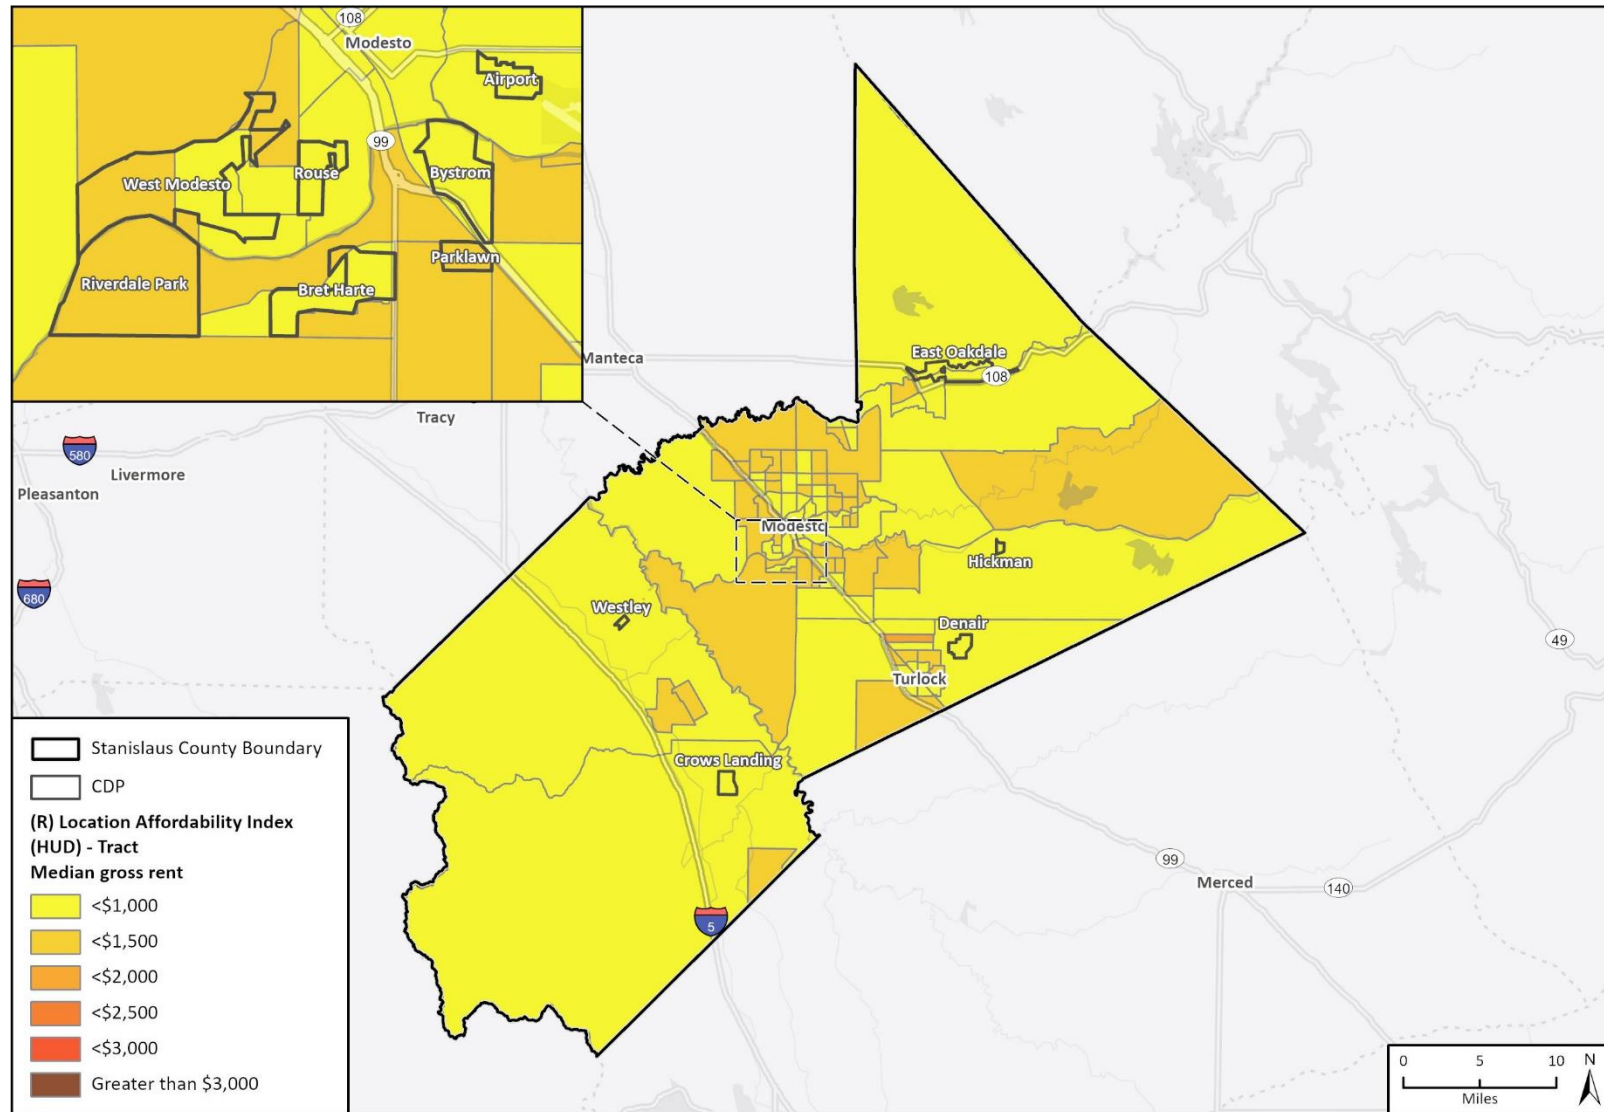 108
Modesto
Airport
99
West Modesto
Rouse
Bystrom
Riverdale Park
Bret Harte
Parklawn
Manteca
Tracy
580
Livermore
Pleasanton
680
East Oakdale
108
Modesto
Hickman
Westley
Denair
Turlock
49
Crows Landing
5
99
Merced
140
Stanislaus County Boundary
CDP
(R) Location Affordability Index
(HUD) - Tract
Median gross rent
<$1,000
<$1,500
<$2,000
<$2,500
<$3,000
Greater than $3,000
0 5 10
Miles
N